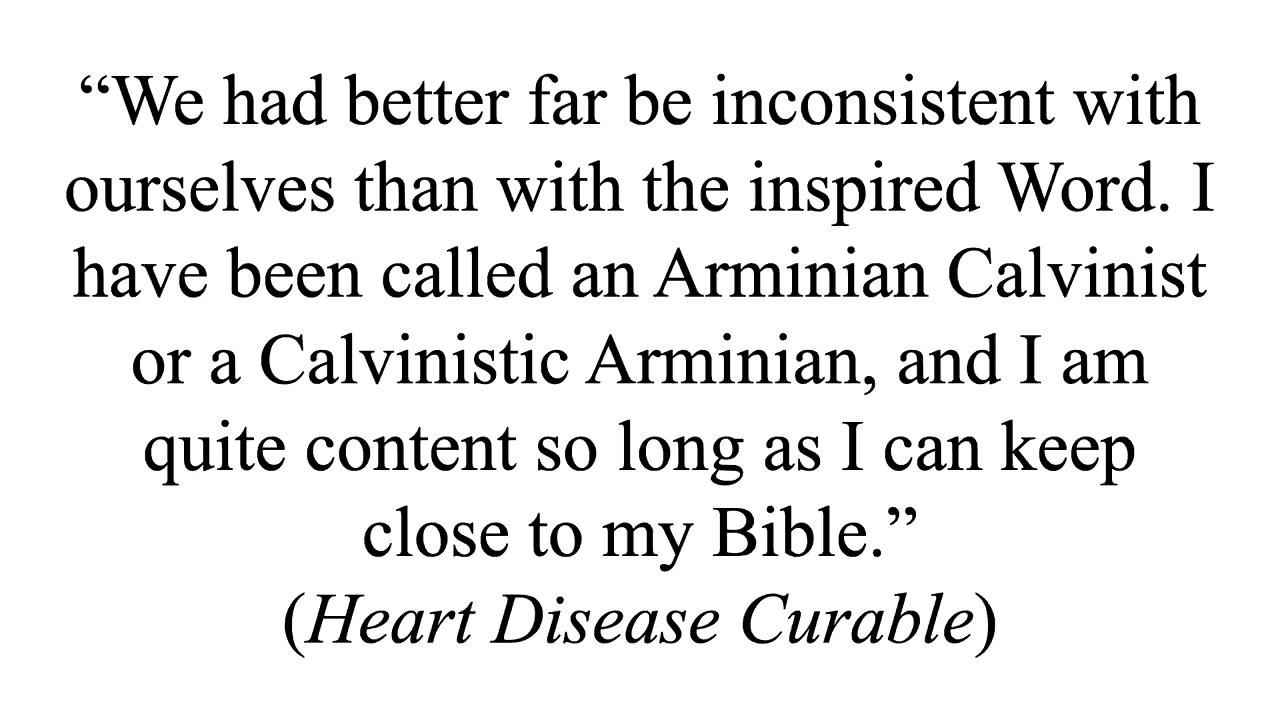 “We had better far be inconsistent with
ourselves than with the inspired Word. I
have been called an Arminian Calvinist
or a Calvinistic Arminian, and I am
quite content so long as I can keep
close to my Bible.”
(Heart Disease Curable)